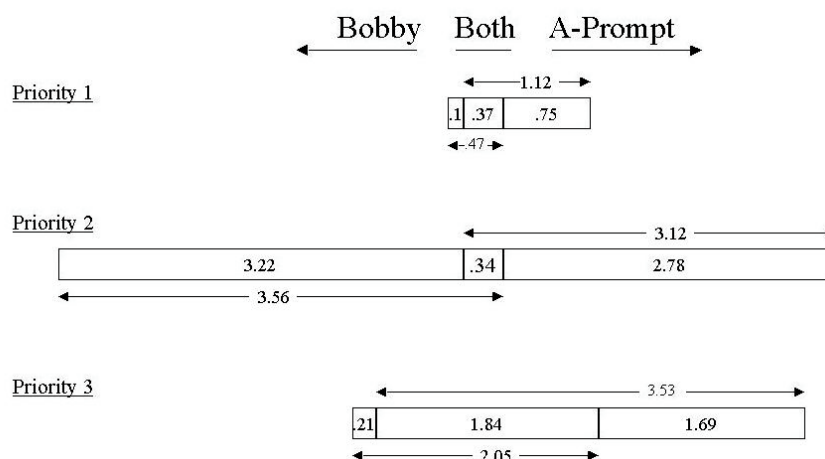 Bobby Both A-Prompt
1.12
Priority 1
.1 .37 .75
.47
Priority 2
3.12
3.22 .34 2.78
3.56
Priority 3
3.53
.21 1.84 1.69
2.05